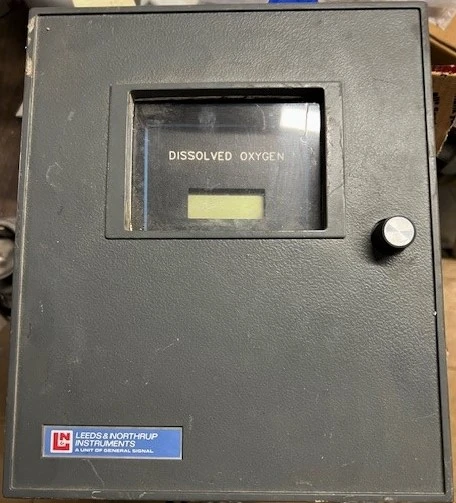 DISSOLVED OXYGEN
LEEDS & NORTHRUP
INSTRUMENTS
A UNIT OF GENERAL SIGNAL